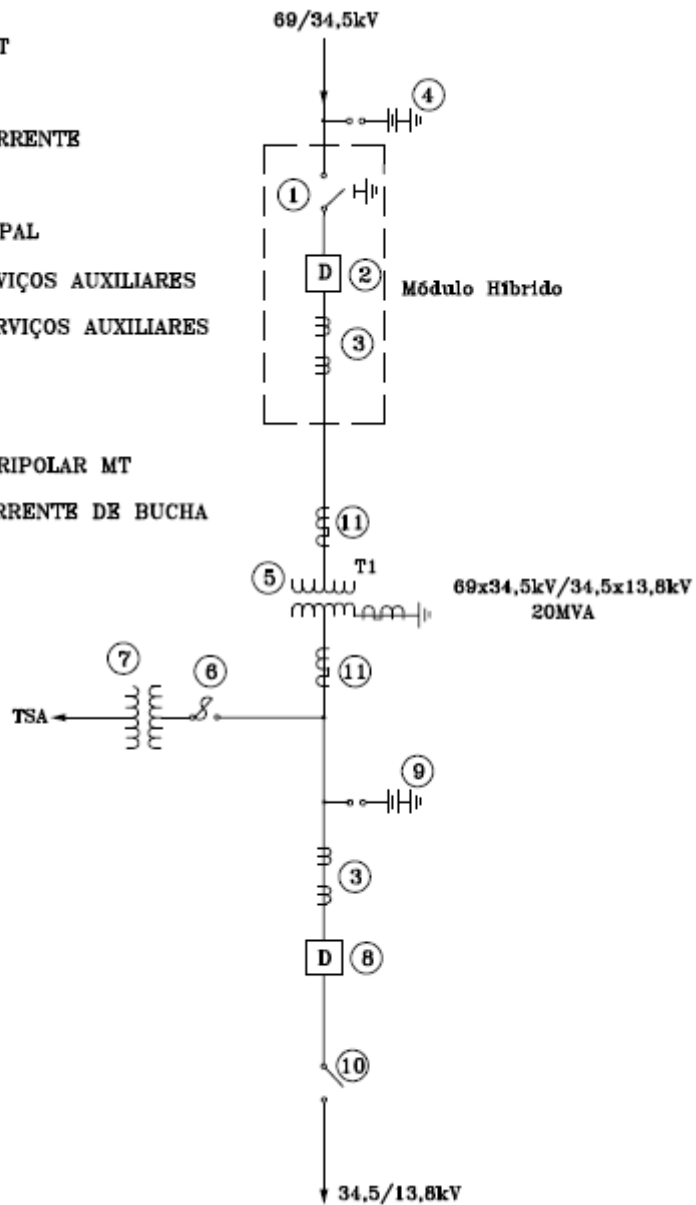 69/34,5kV
T
4
RRENTE
1
PAL
D 2
Módulo Híbrido
VIÇOS AUXILIARES
RVIÇOS AUXILIARES
3
RIPOLAR MT
RRENTE DE BUCHA
11
T1
5
69x34,5kV/34,5x13,8kV
20MVA
7
6
11
TSA
9
3
D 8
10
34,5/13,8kV